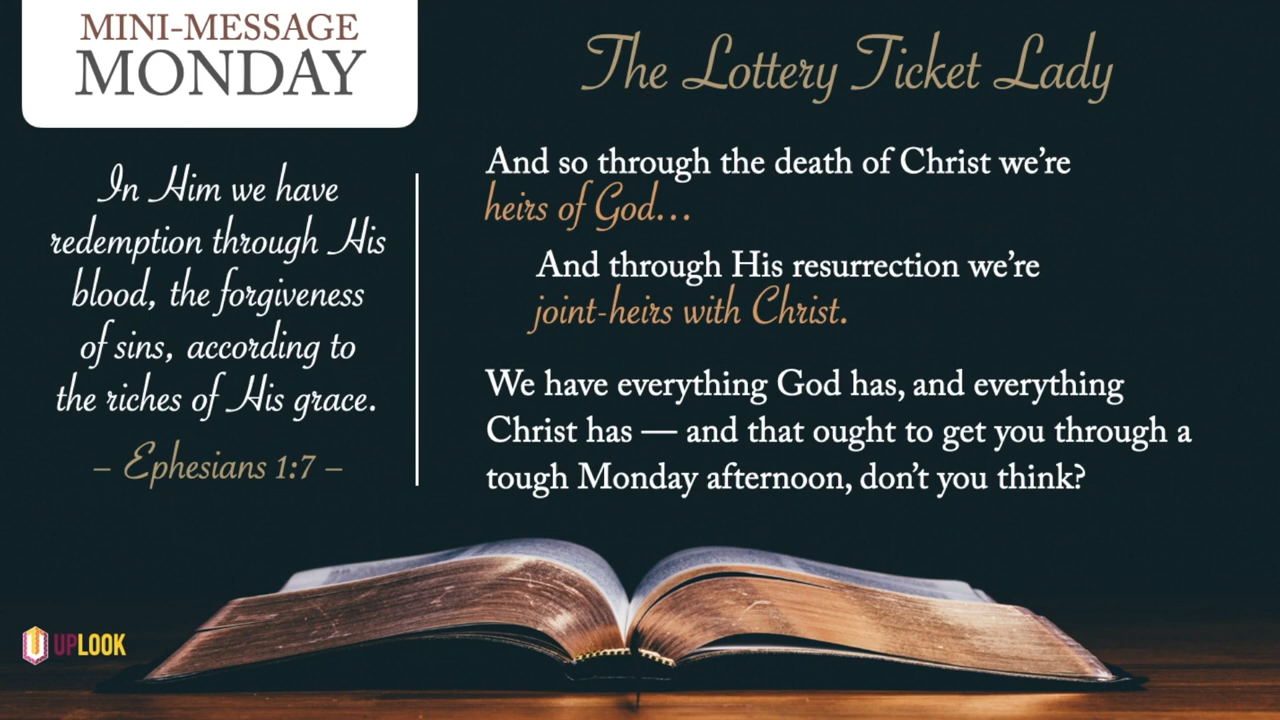 MINI-MESSAGE
MONDAY
In Him we have
redemption through His
blood, the forgiveness
of sins, according to
the riches of His grace.
– Ephesians 1:7 –
The Lottery Ticket Lady
And so through the death of Christ we’re
heirs of God…
And through His resurrection we’re
joint-heirs with Christ.
We have everything God has, and everything
Christ has — and that ought to get you through a
tough Monday afternoon, don’t you think?
UPLOOK